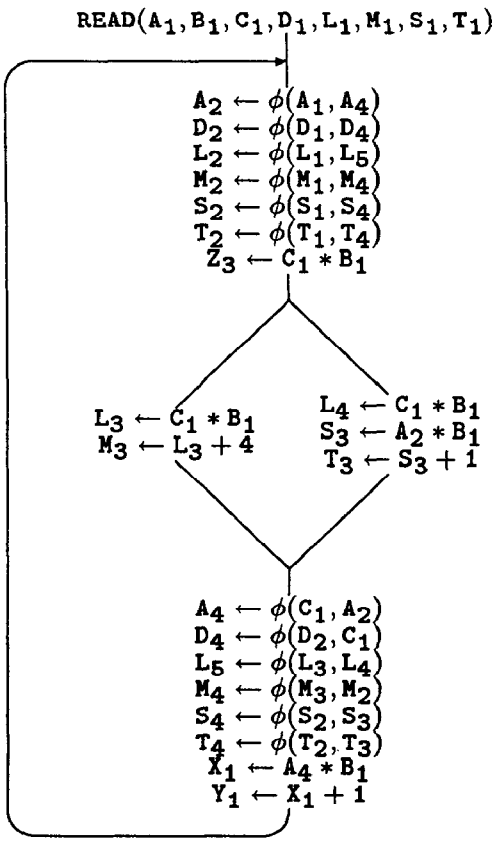 READ(A₁,B₁,C₁,D₁,L₁,M₁,S₁,T₁)
A₂ ← ϕ(A₁,A₄)
D₂ ← ϕ(D₁,D₄)
L₂ ← ϕ(L₁,L₅)
M₂ ← ϕ(M₁,M₄)
S₂ ← ϕ(S₁,S₄)
T₂ ← ϕ(T₁,T₄)
Z₃ ← C₁ * B₁
L₃ ← C₁ * B₁
M₃ ← L₃ + 4
L₄ ← C₁ * B₁
S₃ ← A₂ * B₁
T₃ ← S₃ + 1
A₄ ← ϕ(C₁,A₂)
D₄ ← ϕ(D₂,C₁)
L₅ ← ϕ(L₃,L₄)
M₄ ← ϕ(M₃,M₂)
S₄ ← ϕ(S₂,S₃)
T₄ ← ϕ(T₂,T₃)
X₁ ← A₄ * B₁
Y₁ ← X₁ + 1